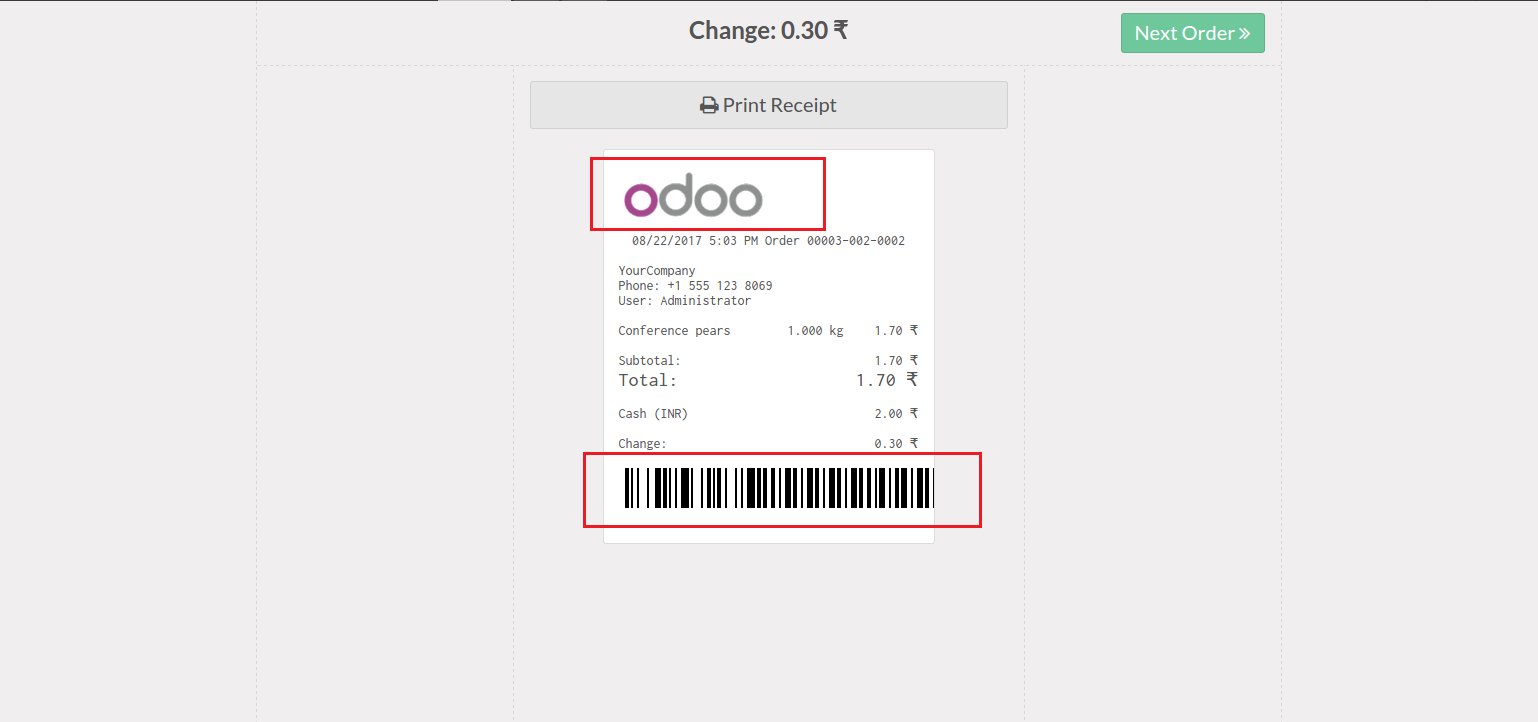 Change: 0.30 ₹
Next Order »
Print Receipt
odoo
08/22/2017 5:03 PM Order 00003-002-0002
YourCompany
Phone: +1 555 123 8069
User: Administrator
Conference pears 1.000 kg 1.70 ₹
Subtotal: 1.70 ₹
Total: 1.70 ₹
Cash (INR) 2.00 ₹
Change: 0.30 ₹